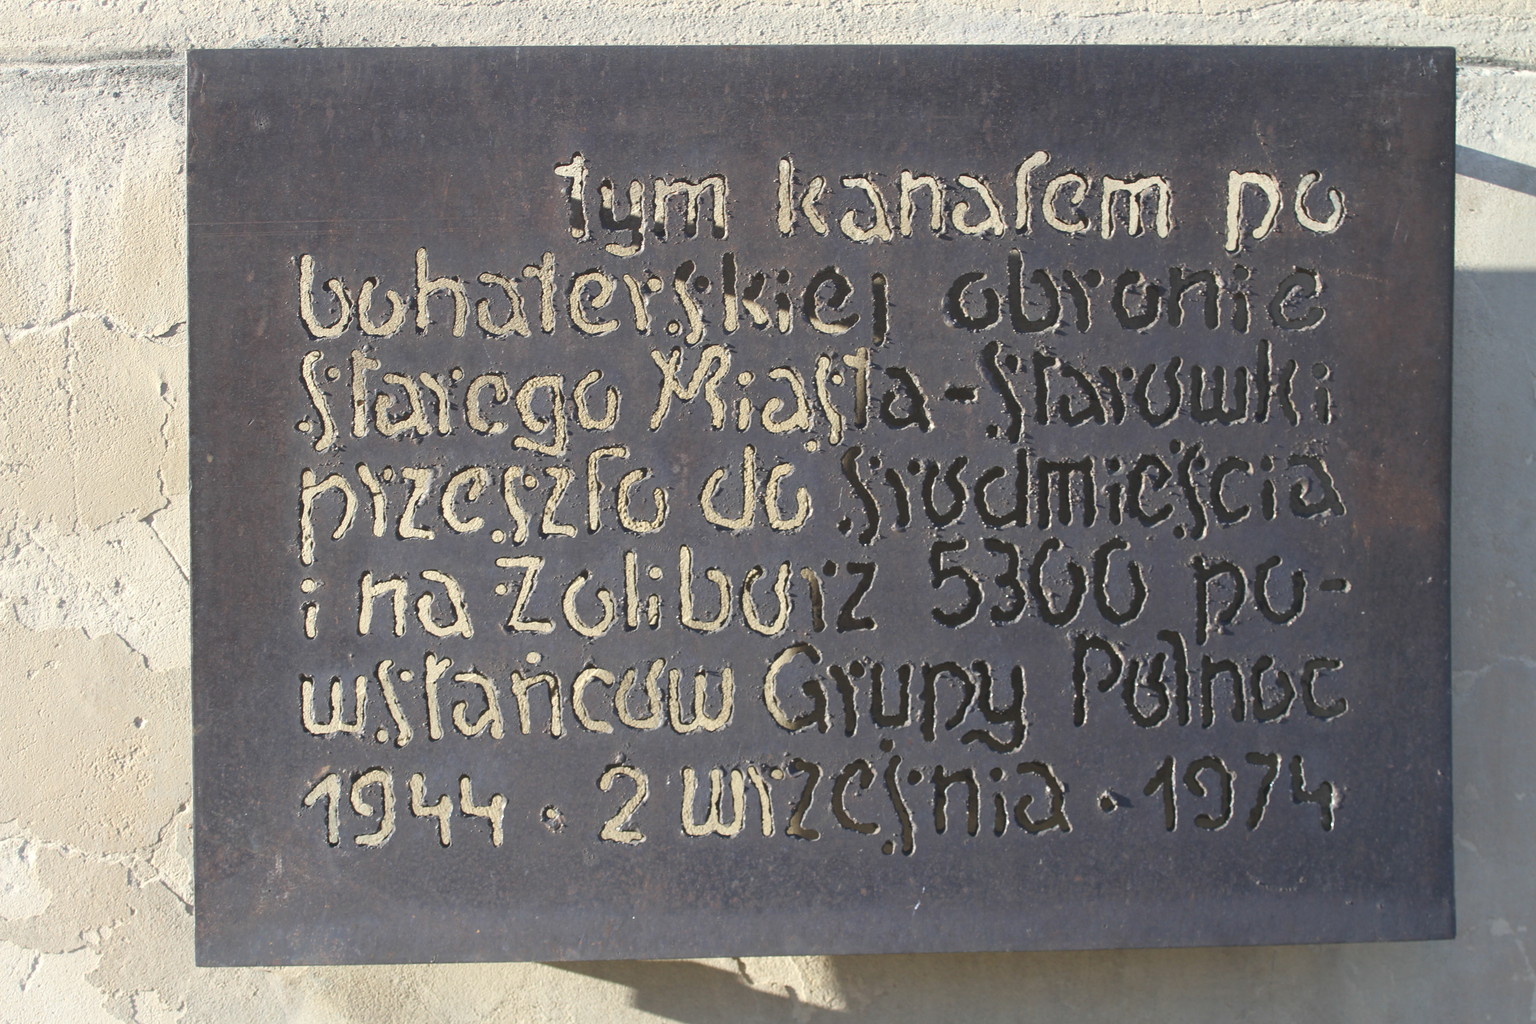 tym kanałem po
bohaterskiej obronie
Starego Miasta-Starówki
przeszło do Śródmieścia
i na Żoliborz 5300 po-
wstańców Grupy Północ
1944 · 2 września · 1974